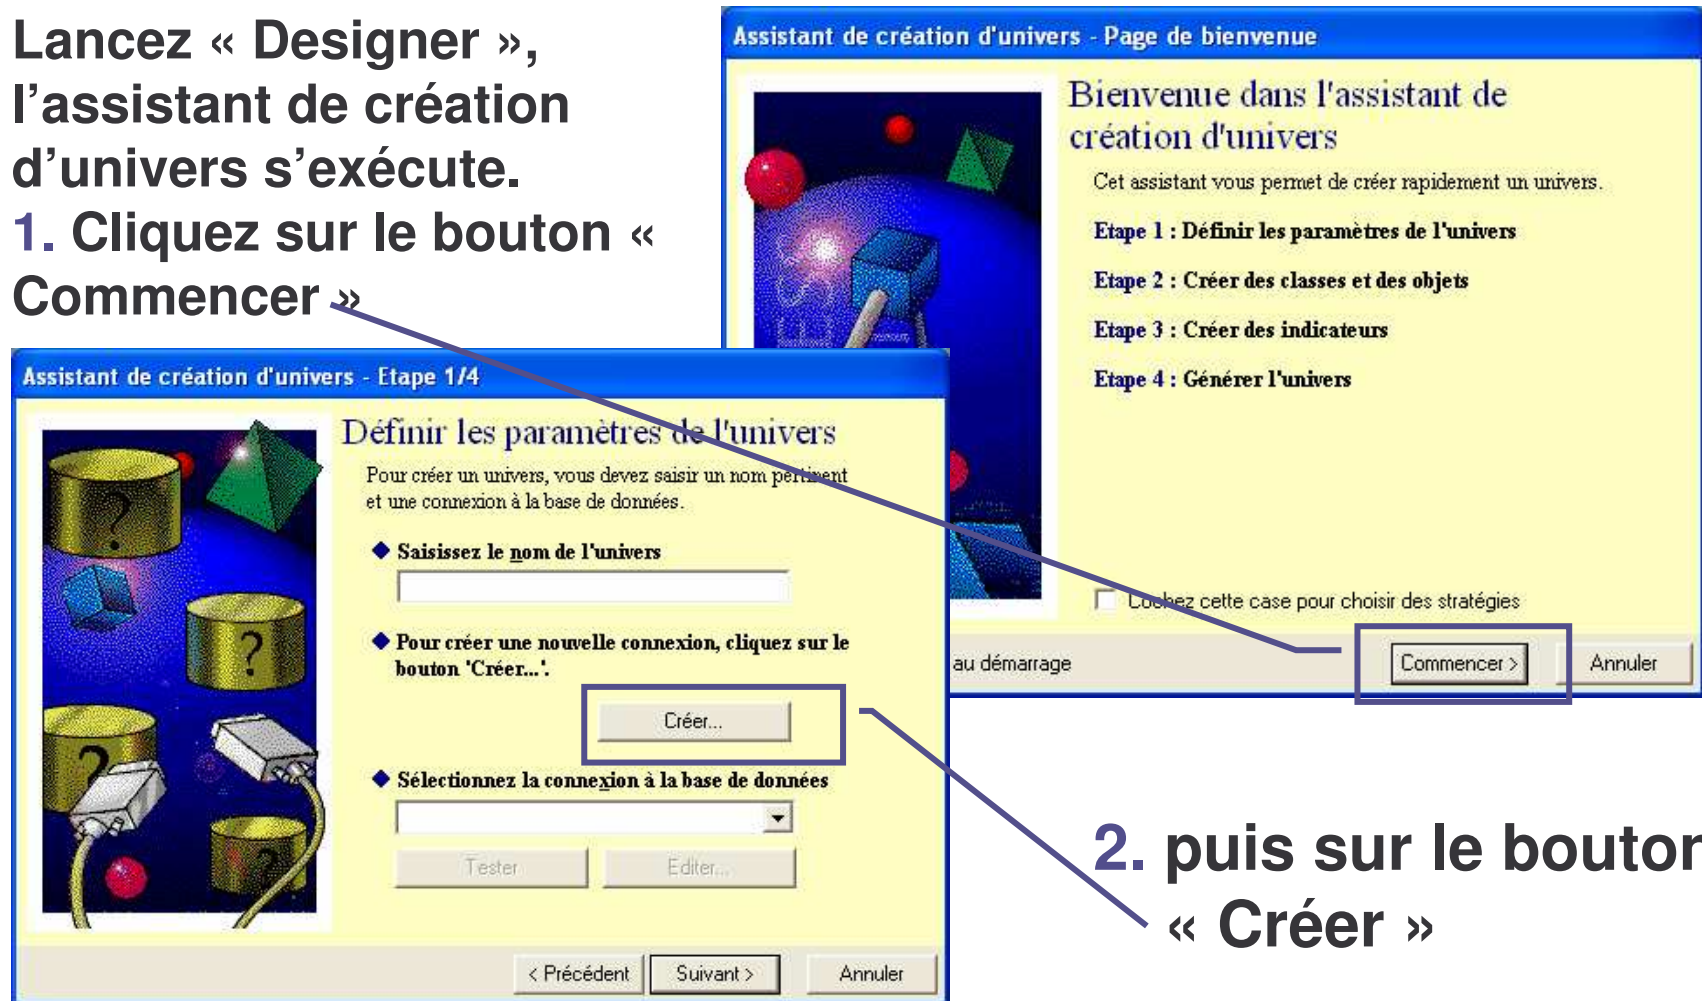 Lancez « Designer »,
l’assistant de création
d’univers s’exécute.
1. Cliquez sur le bouton «
Commencer »
Assistant de création d'univers - Page de bienvenue
Bienvenue dans l'assistant de
création d'univers
Cet assistant vous permet de créer rapidement un univers.
Etape 1 : Définir les paramètres de l'univers
Etape 2 : Créer des classes et des objets
Etape 3 : Créer des indicateurs
Etape 4 : Générer l'univers
Cochez cette case pour choisir des stratégies
au démarrage
Commencer >
Annuler
Assistant de création d'univers - Etape 1/4
Définir les paramètres de l'univers
Pour créer un univers, vous devez saisir un nom pertinent
et une connexion à la base de données.
Saisissez le nom de l'univers
Pour créer une nouvelle connexion, cliquez sur le
bouton 'Créer...'.
Créer...
Sélectionnez la connexion à la base de données
Tester
Editer...
< Précédent
Suivant >
Annuler
2. puis sur le bouton
« Créer »